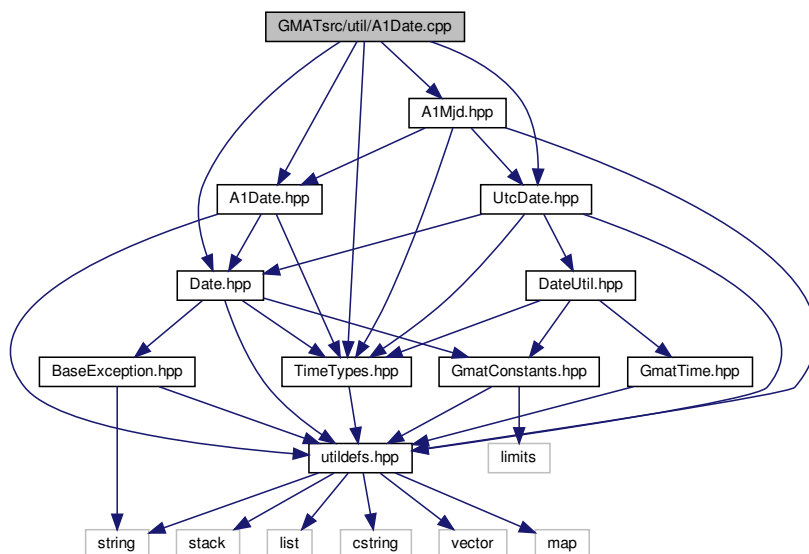 GMATsrc/util/A1Date.cpp
A1Mjd.hpp
A1Date.hpp
UtcDate.hpp
Date.hpp
DateUtil.hpp
BaseException.hpp
TimeTypes.hpp
GmatConstants.hpp
GmatTime.hpp
utildefs.hpp
limits
string
stack
list
cstring
vector
map